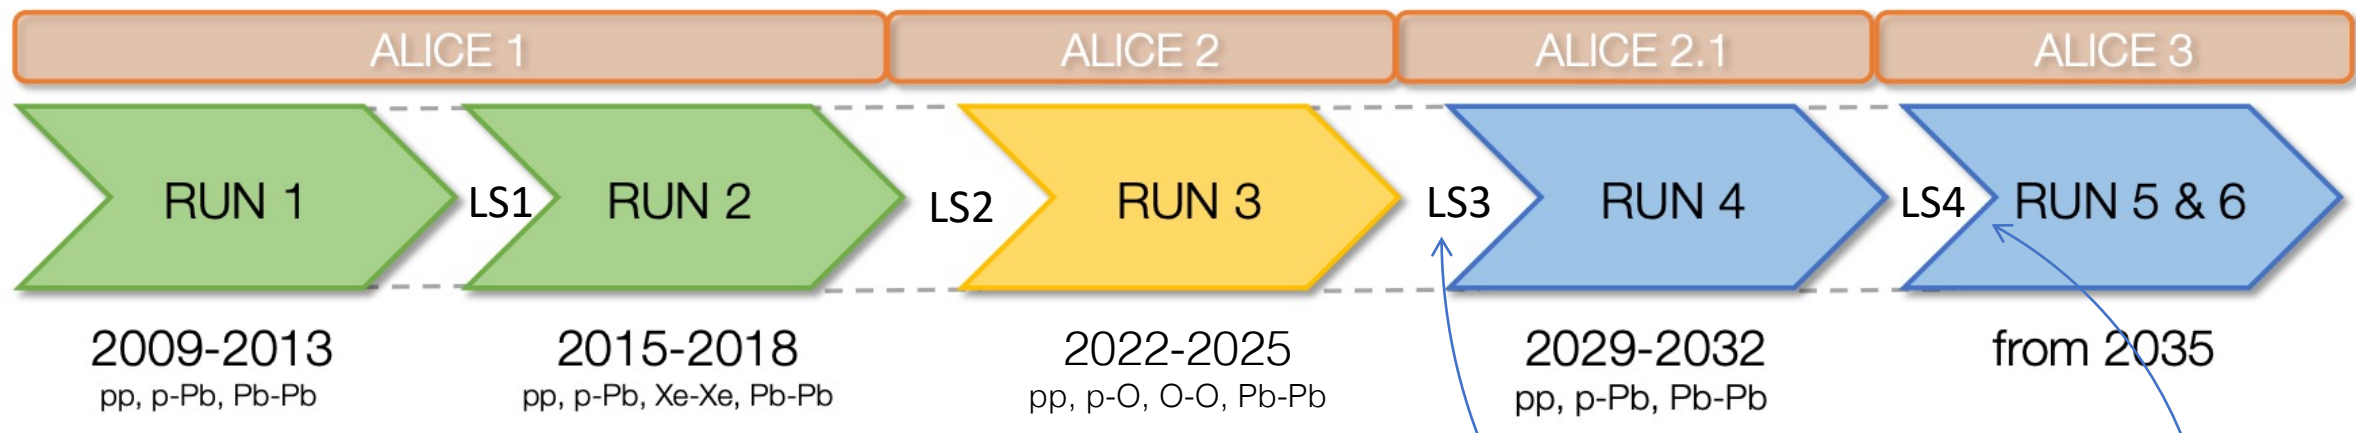 ALICE 1 ALICE 2 ALICE 2.1 ALICE 3
RUN 1 LS1 RUN 2 LS2 RUN 3 LS3 RUN 4 LS4 RUN 5 & 6
2009-2013 2015-2018 2022-2025 2029-2032 from 2035
pp, p-Pb, Pb-Pb pp, p-Pb, Xe-Xe, Pb-Pb pp, p-O, O-O, Pb-Pb pp, p-Pb, Pb-Pb